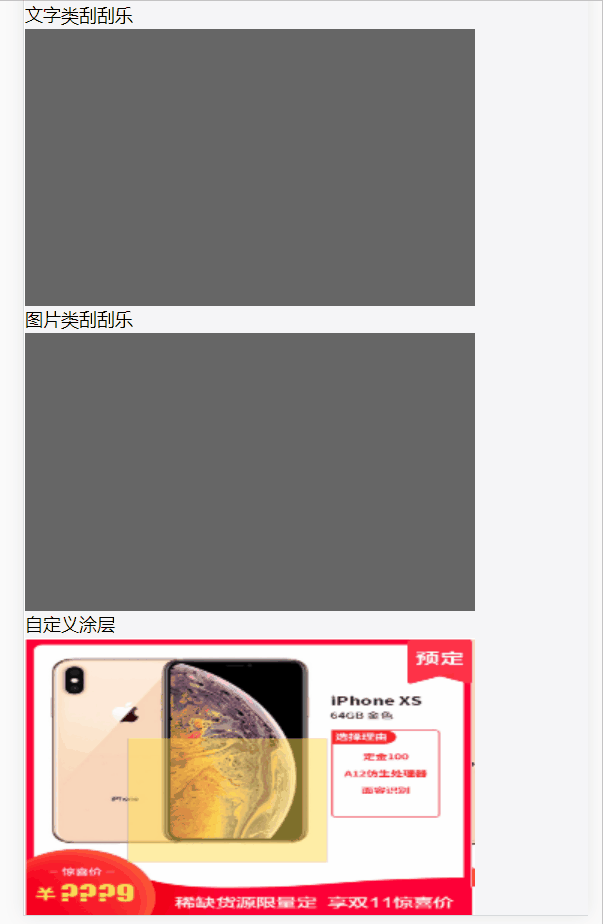 文字类刮刮乐
图片类刮刮乐
自定义涂层
预定
iPhone XS
64GB 金色
选择理由
定金100
A12仿生处理器
面容识别
iPhone
惊喜价
￥????9
稀缺货源限量定 享双11惊喜价